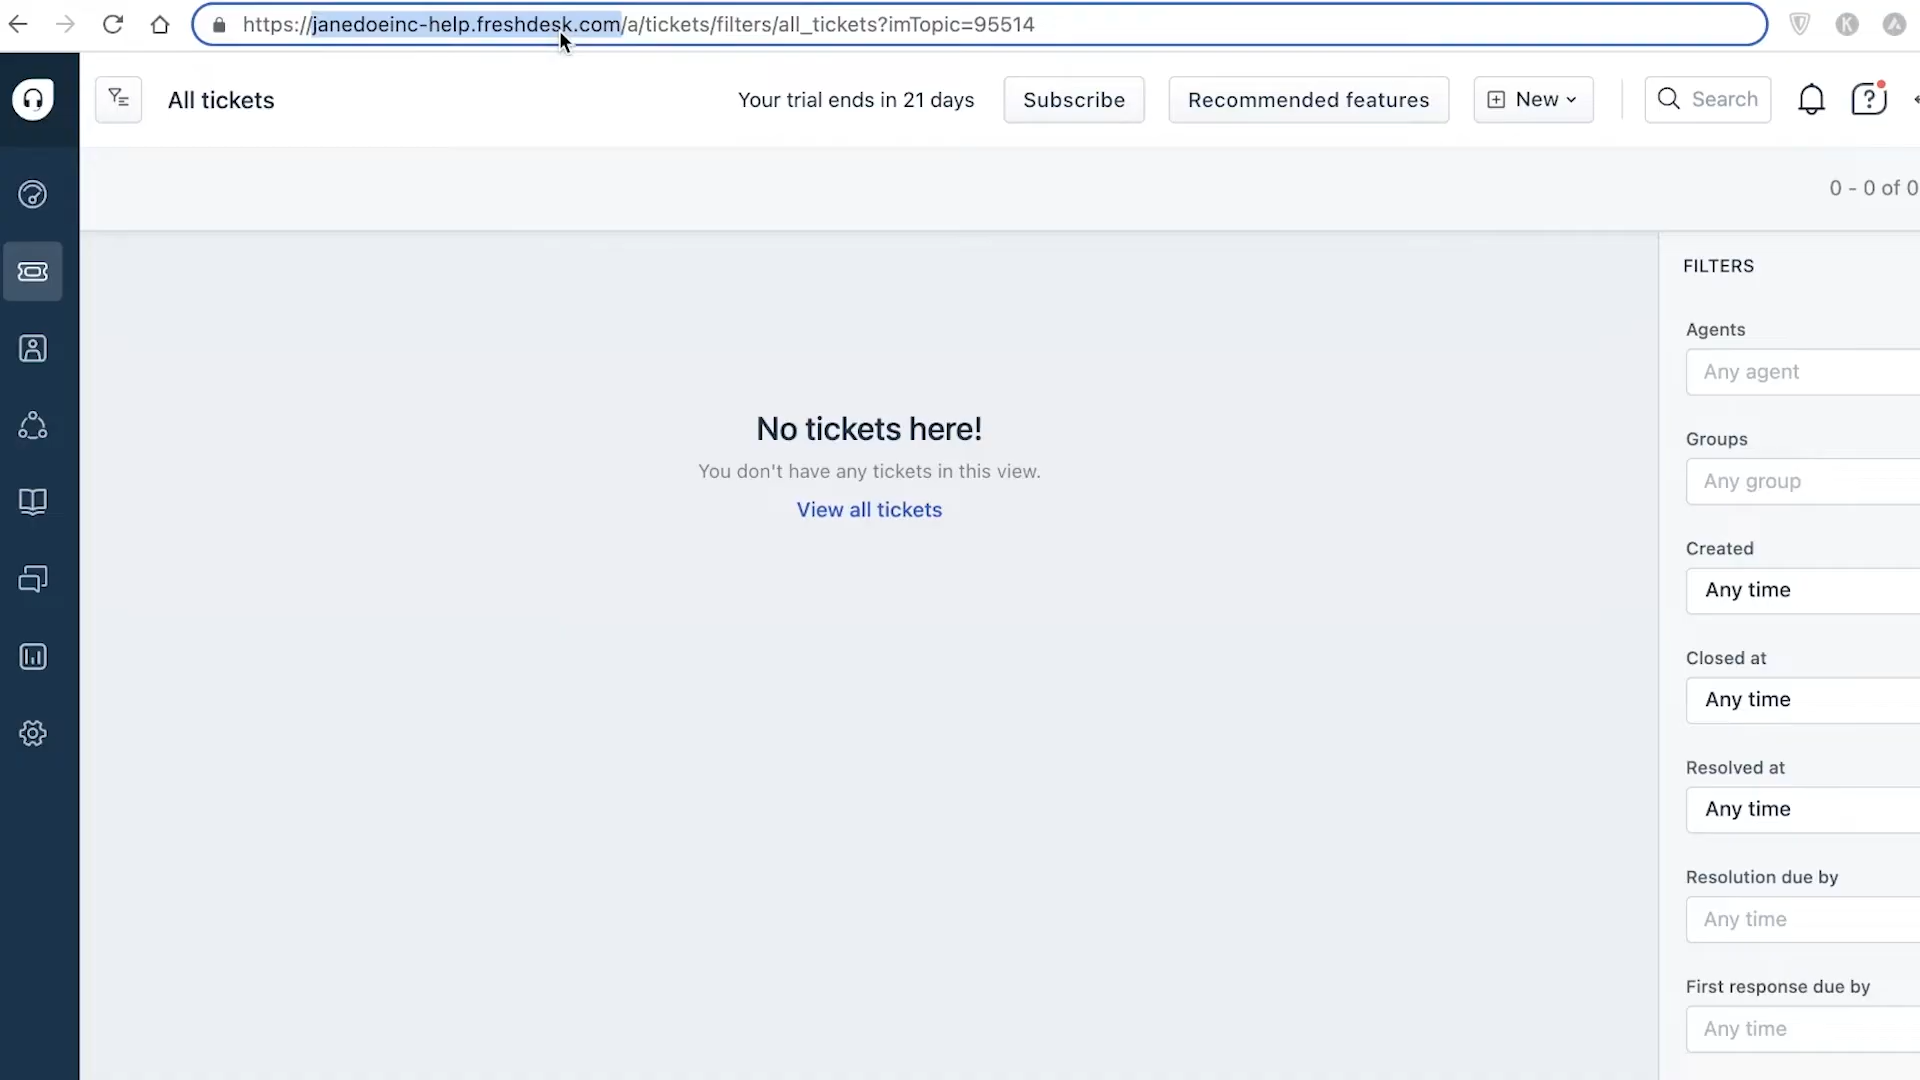 https://janedoeinc-help.freshdesk.com/a/tickets/filters/all_tickets?imTopic=95514
K
All tickets
Your trial ends in 21 days
Subscribe
Recommended features
New
Search
0 - 0 of 0
No tickets here!
You don't have any tickets in this view.
View all tickets
FILTERS
Agents
Any agent
Groups
Any group
Created
Any time
Closed at
Any time
Resolved at
Any time
Resolution due by
Any time
First response due by
Any time